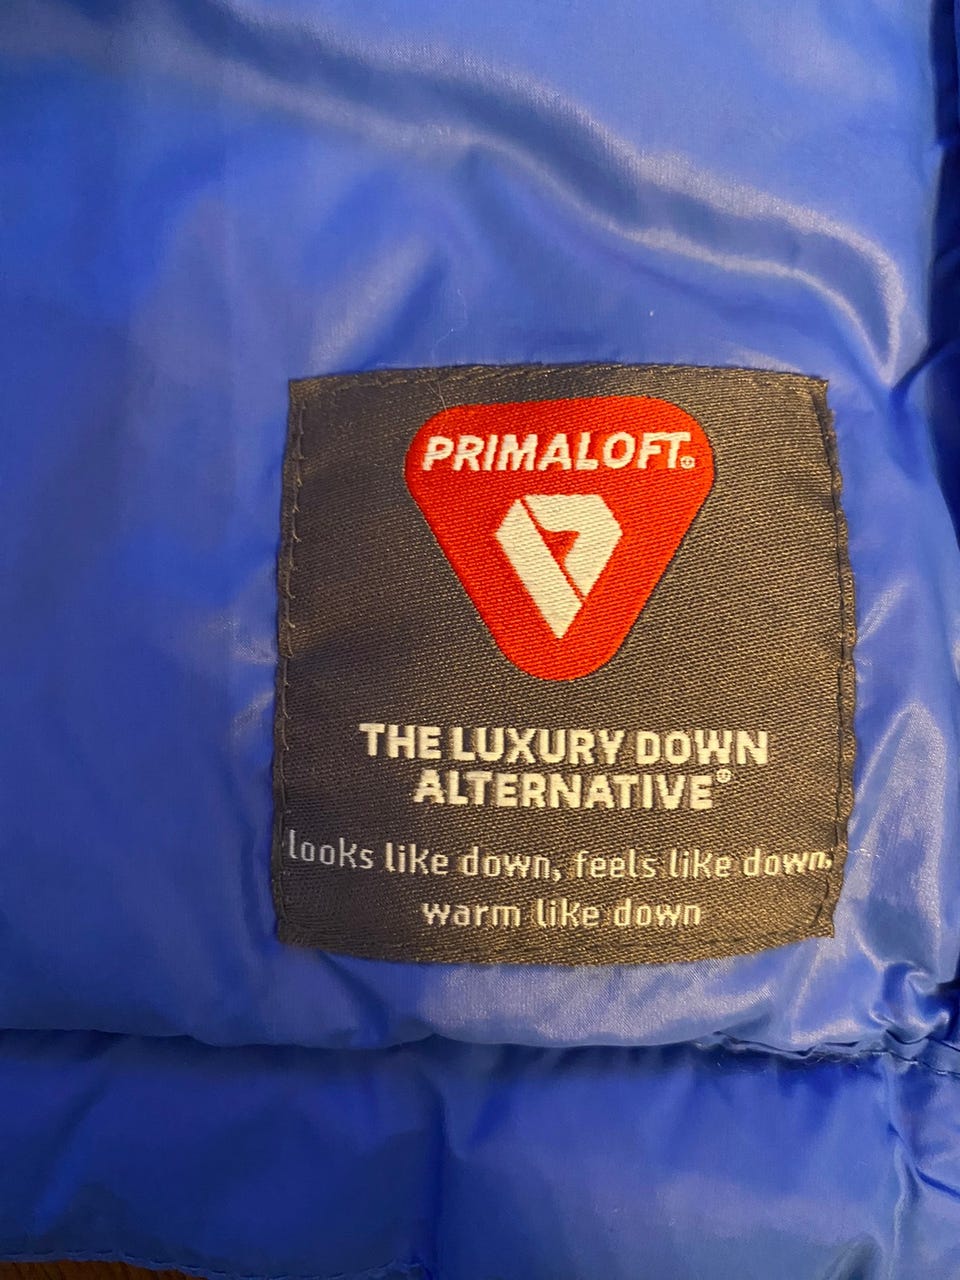 PRIMALOFT®
THE LUXURY DOWN
ALTERNATIVE®
looks like down, feels like down,
warm like down